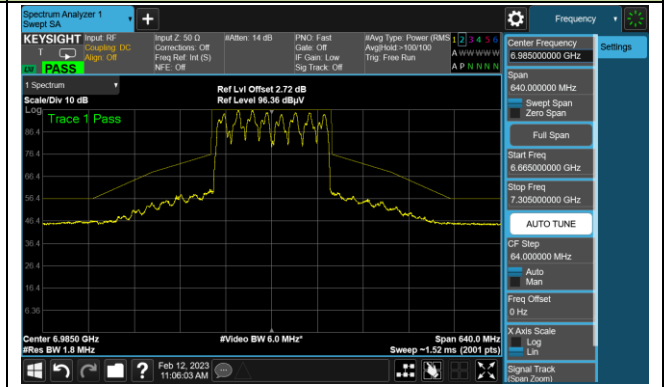 Spectrum Analyzer 1
Swept SA
Frequency
KEYSIGHT Input: RF
Coupling: DC
Align: Off
Input Z: 50 Ω
Corrections: Off
Freq Ref: Int (S)
NFE: Off
#Atten: 14 dB
PNO: Fast
Gate: Off
IF Gain: Low
Sig Track: Off
#Avg Type: Power (RMS
Avg|Hold:>100/100
Trig: Free Run
1 2 3 4 5 6
A W W W W W
A P N N N N
PASS
1 Spectrum
Scale/Div 10 dB
Ref Lvl Offset 2.72 dB
Ref Level 96.36 dBµV
Log
Trace 1 Pass
86.4
76.4
66.4
56.4
46.4
36.4
26.4
16.4
6.36
Center 6.9850 GHz
#Video BW 6.0 MHz*
Span 640.0 MHz
#Res BW 1.8 MHz
Sweep ~1.52 ms (2001 pts)
Center Frequency
6.985000000 GHz
Settings
Span
640.000000 MHz
Swept Span
Zero Span
Full Span
Start Freq
6.665000000 GHz
Stop Freq
7.305000000 GHz
AUTO TUNE
CF Step
64.000000 MHz
Auto
Man
Freq Offset
0 Hz
X Axis Scale
Log
Lin
Signal Track
(Span Zoom)
Feb 12, 2023
11:06:03 AM